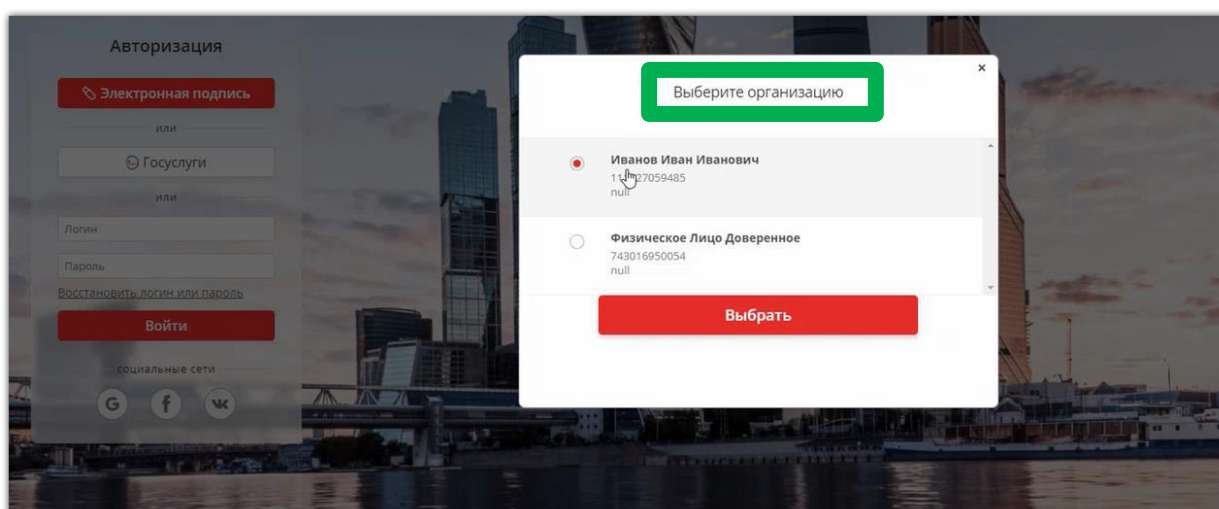 Авторизация
Электронная подпись
или
Госуслуги
или
Логин
Пароль
Восстановить логин или пароль
Войти
социальные сети
G f
×
Выберите организацию
Иванов Иван Иванович
27059485
null
Физическое Лицо Доверенное
743016950054
null
Выбрать